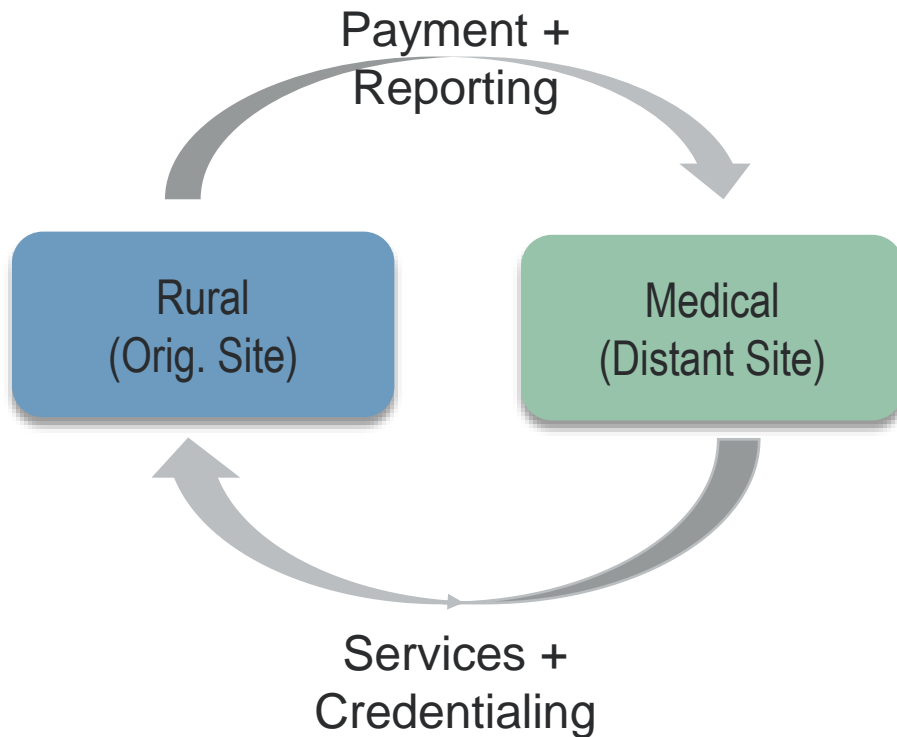 Payment +
Reporting
Rural
(Orig. Site)
Medical
(Distant Site)
Services +
Credentialing